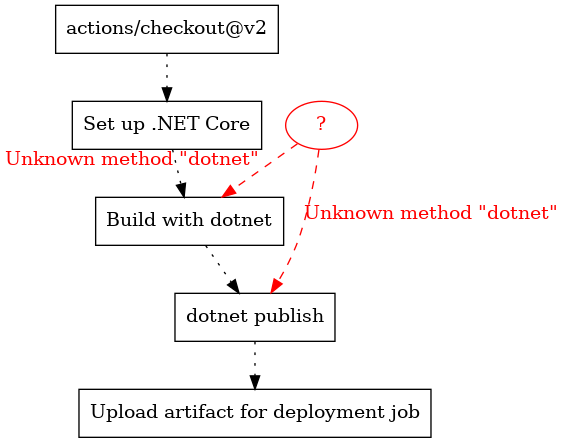 actions/checkout@v2
Set up .NET Core
?
Unknown method "dotnet"
Unknown method "dotnet"
Build with dotnet
dotnet publish
Upload artifact for deployment job